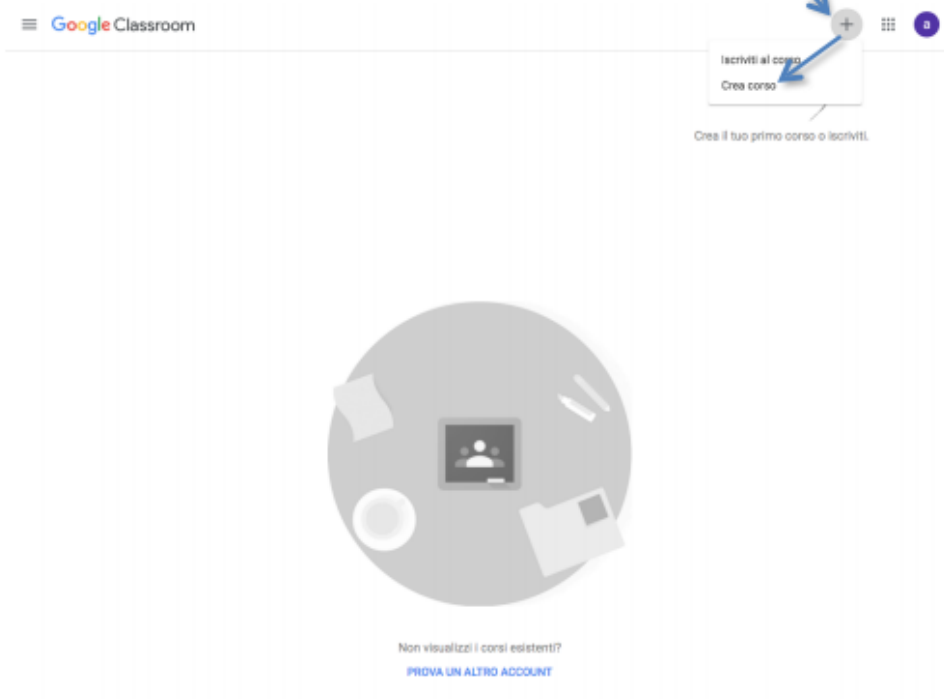 Google Classroom
a
Iscriviti al corso
Crea corso
Crea il tuo primo corso o iscriviti.
Non visualizzi i corsi esistenti?
PROVA UN ALTRO ACCOUNT